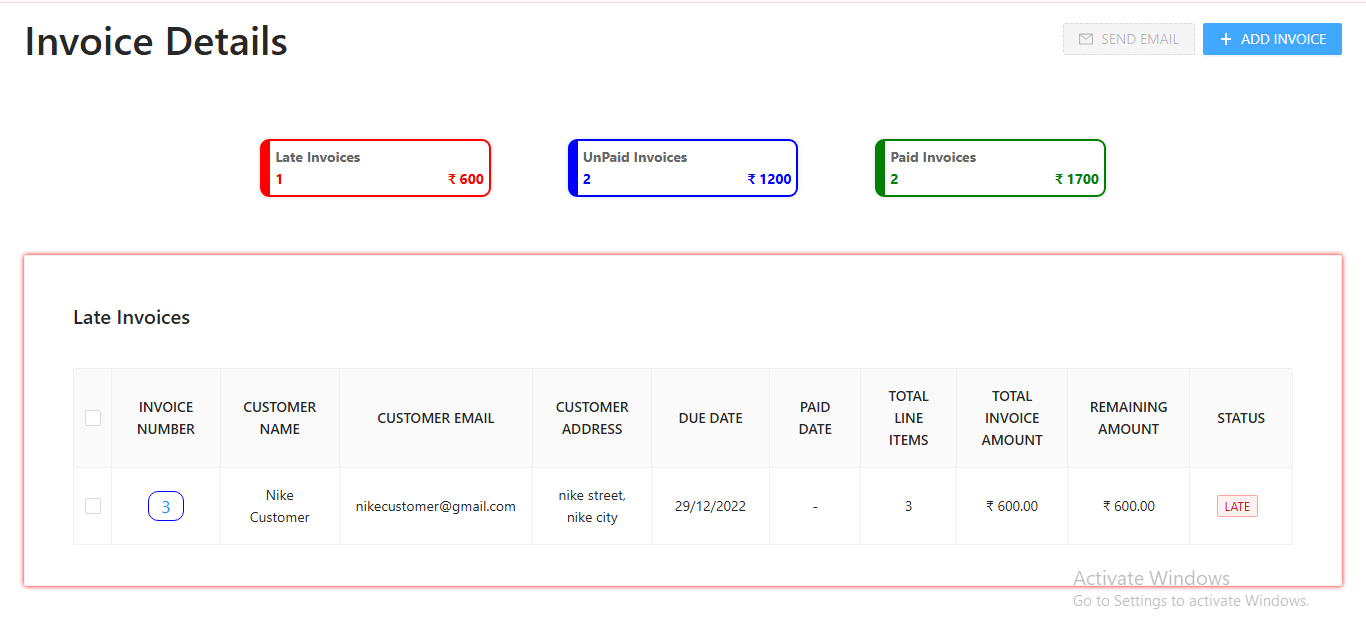 Invoice Details
SEND EMAIL
ADD INVOICE
Late Invoices
1 ₹ 600
UnPaid Invoices
2 ₹ 1200
Paid Invoices
2 ₹ 1700
Late Invoices
INVOICE NUMBER
CUSTOMER NAME
CUSTOMER EMAIL
CUSTOMER ADDRESS
DUE DATE
PAID DATE
TOTAL LINE ITEMS
TOTAL INVOICE AMOUNT
REMAINING AMOUNT
STATUS
3
Nike Customer
nikecustomer@gmail.com
nike street, nike city
29/12/2022
-
3
₹ 600.00
₹ 600.00
LATE
Activate Windows
Go to Settings to activate Windows.